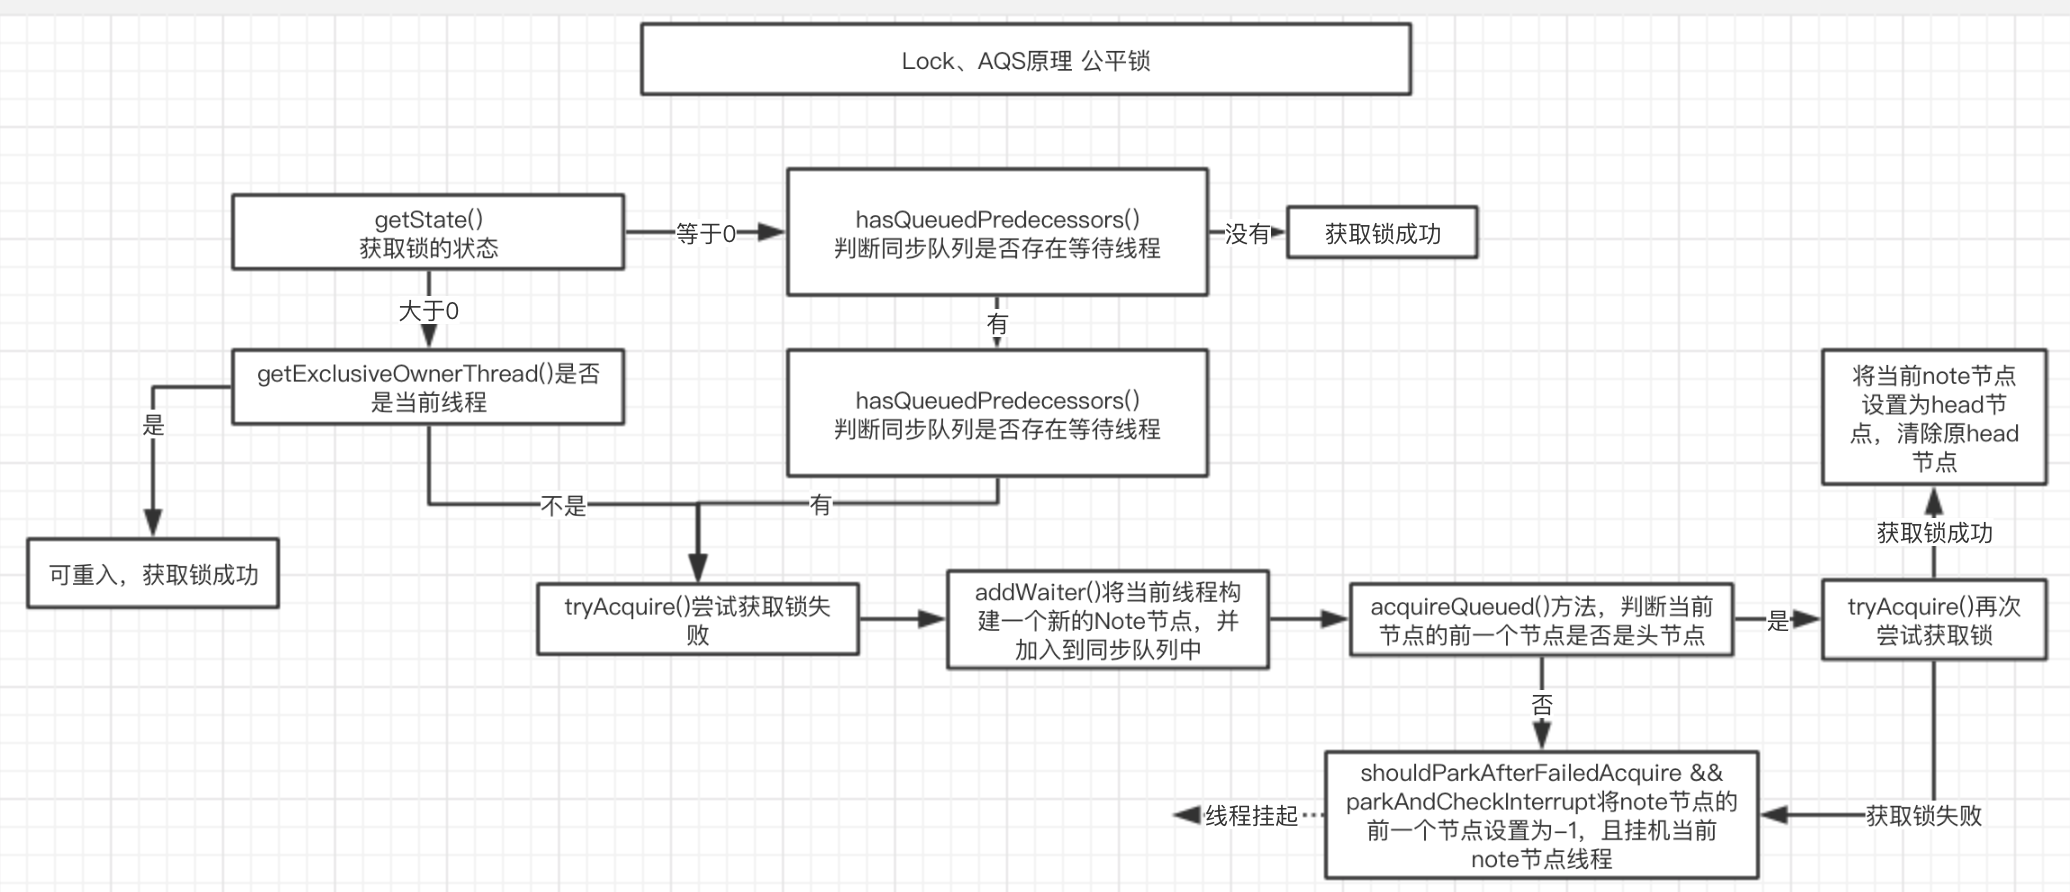 Lock、AQS原理 公平锁
getState()
获取锁的状态
等于0
hasQueuedPredecessors()
判断同步队列是否存在等待线程
没有
获取锁成功
大于0
有
getExclusiveOwnerThread()是否
是当前线程
hasQueuedPredecessors()
判断同步队列是否存在等待线程
将当前note节点
设置为head节
点，清除原head
节点
是
不是
有
获取锁成功
可重入，获取锁成功
tryAcquire()尝试获取锁失
败
addWaiter()将当前线程构
建一个新的Note节点，并
加入到同步队列中
acquireQueued()方法，判断当前
节点的前一个节点是否是头节点
是
tryAcquire()再次
尝试获取锁
否
shouldParkAfterFailedAcquire &&
parkAndCheckInterrupt将note节点的
前一个节点设置为-1，且挂机当前
note节点线程
线程挂起
获取锁失败